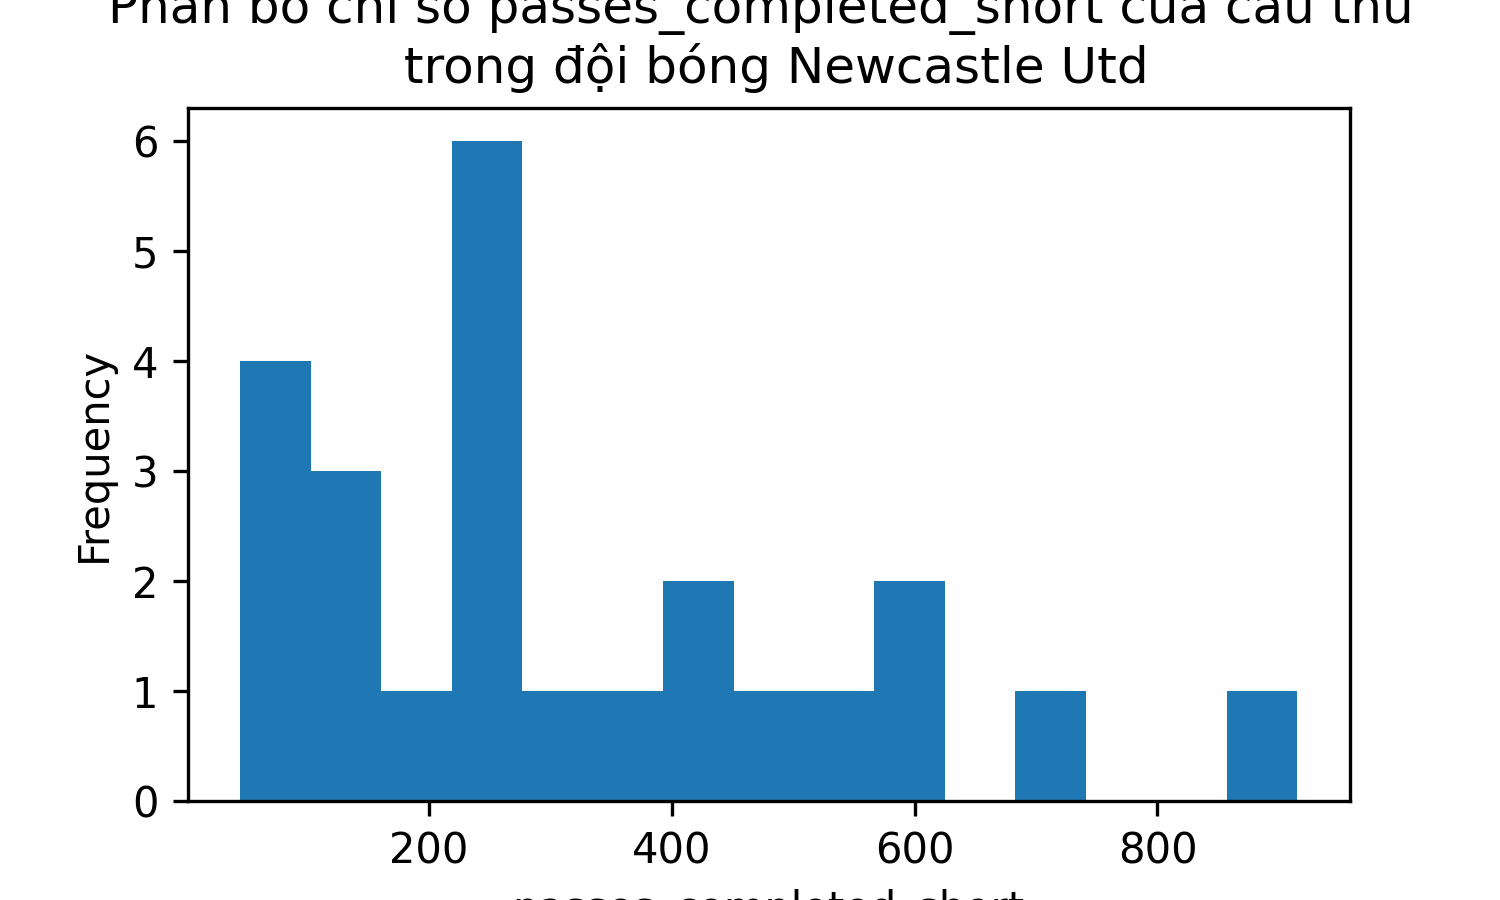 Phân bố chỉ số passes_completed_short của cầu thủ
trong đội bóng Newcastle Utd
6
5
4
3
2
1
0
Frequency
200 400 600 800
passes_completed_short